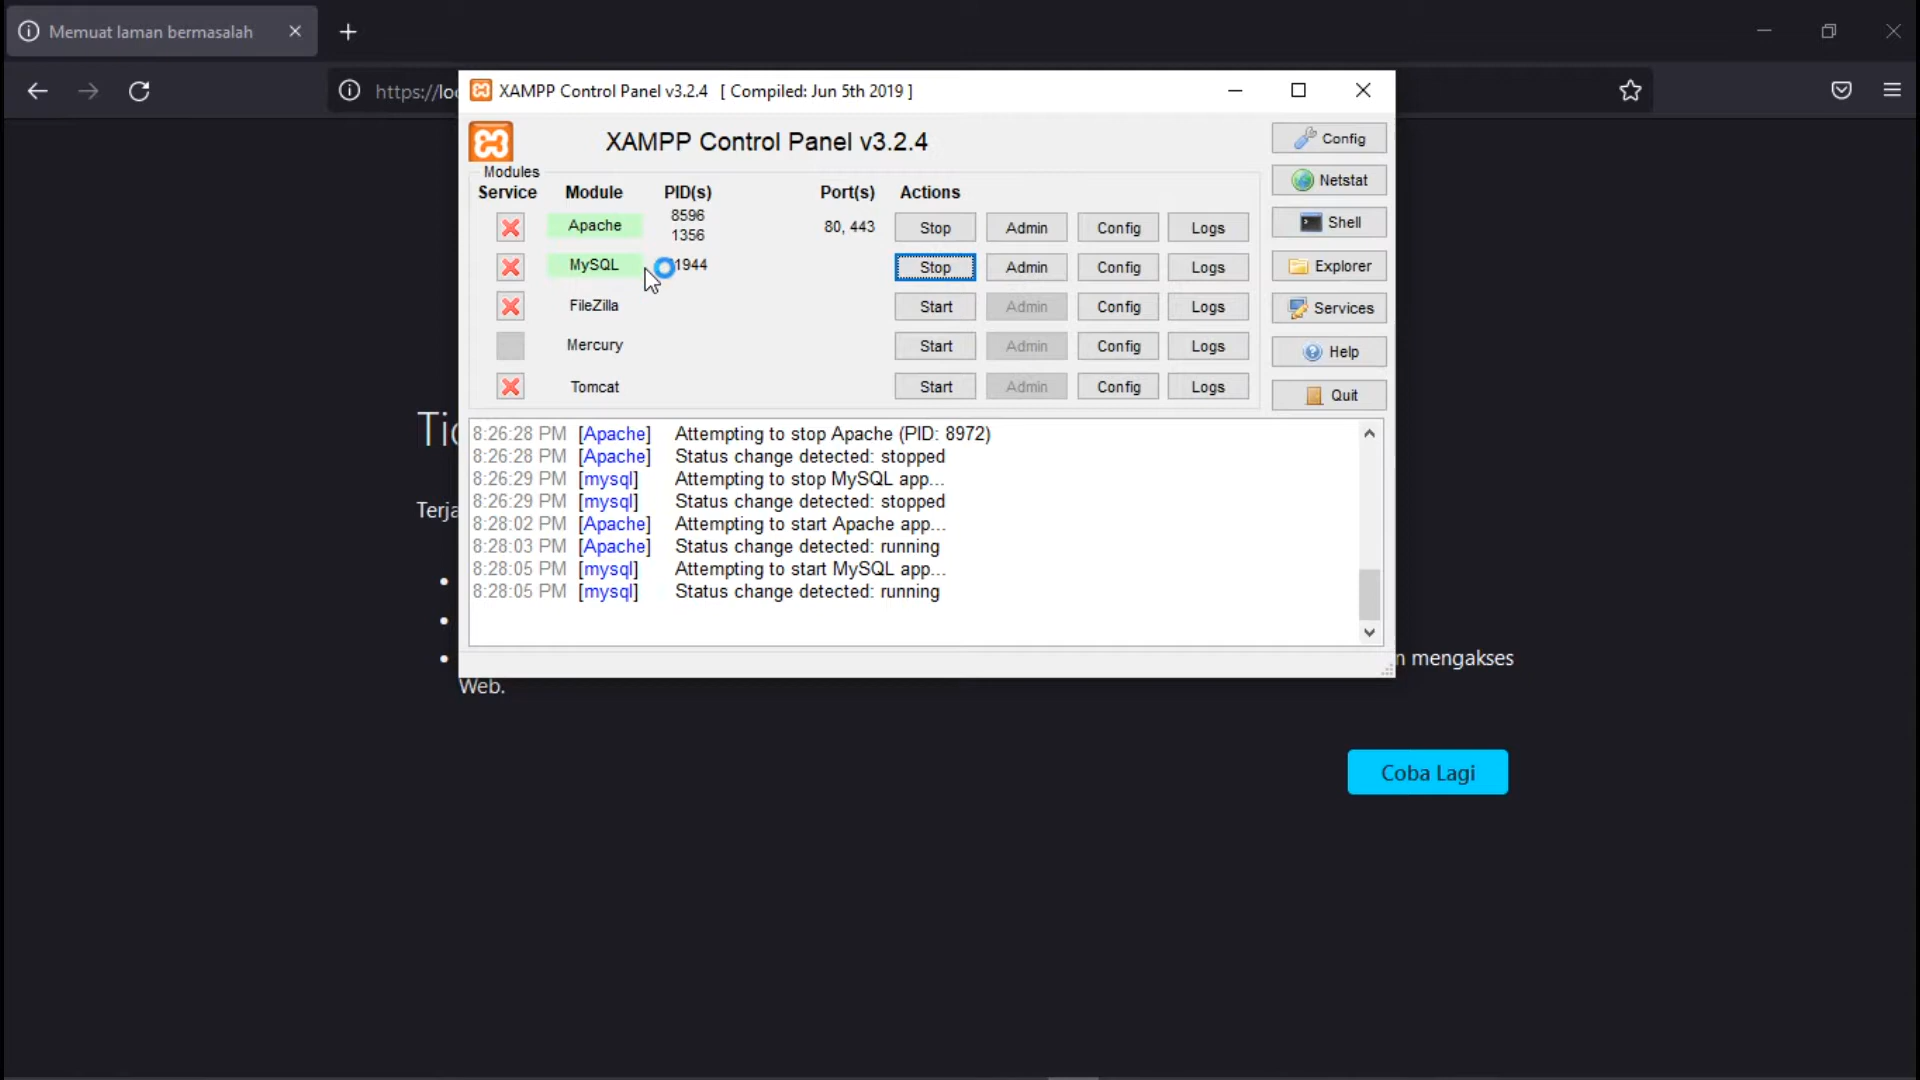 Memuat laman bermasalah
https://loc
XAMPP Control Panel v3.2.4 [ Compiled: Jun 5th 2019 ]
XAMPP Control Panel v3.2.4
Config
Modules
Service Module PID(s) Port(s) Actions
Netstat
Apache 8596 1356 80, 443 Stop Admin Config Logs
Shell
MySQL 1944 Stop Admin Config Logs
Explorer
FileZilla Start Admin Config Logs
Services
Mercury Start Admin Config Logs
Help
Tomcat Start Admin Config Logs
Quit
8:26:28 PM [Apache] Attempting to stop Apache (PID: 8972)
8:26:28 PM [Apache] Status change detected: stopped
8:26:29 PM [mysql] Attempting to stop MySQL app...
8:26:29 PM [mysql] Status change detected: stopped
8:28:02 PM [Apache] Attempting to start Apache app...
8:28:03 PM [Apache] Status change detected: running
8:28:05 PM [mysql] Attempting to start MySQL app...
8:28:05 PM [mysql] Status change detected: running
mengakses
Web.
Coba Lagi